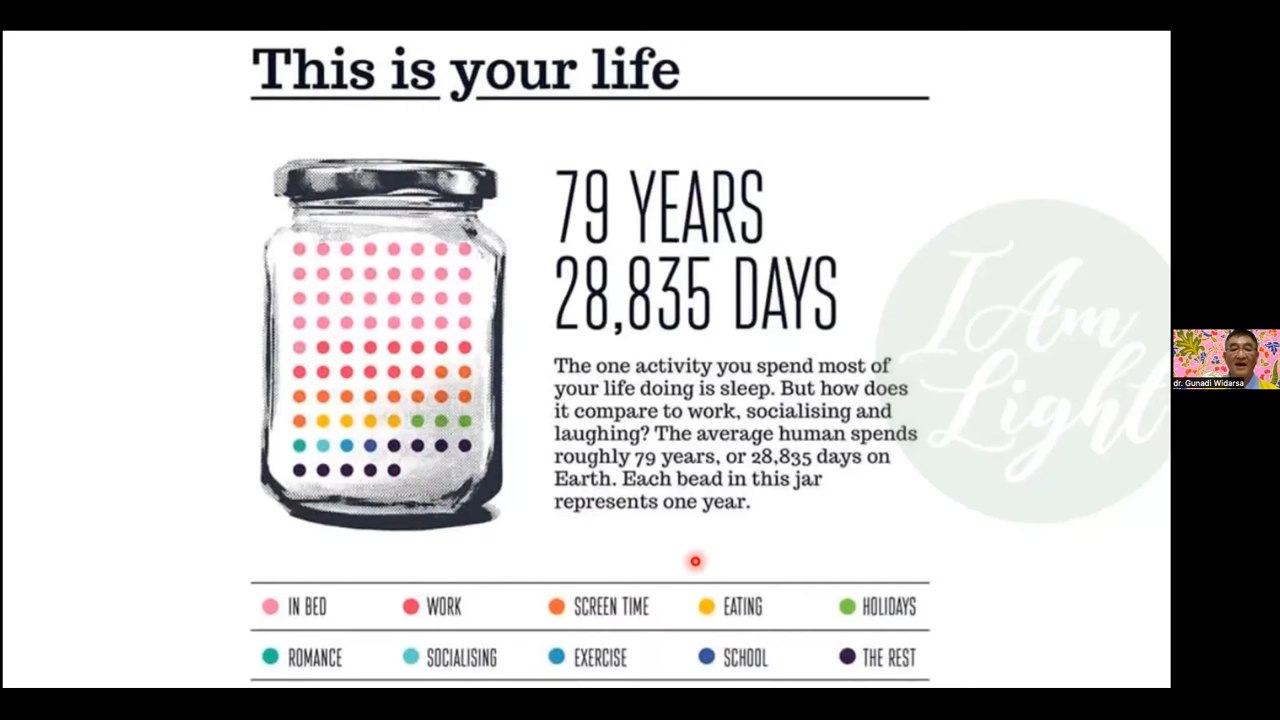 This is your life
79 YEARS
28,835 DAYS
The one activity you spend most of
your life doing is sleep. But how does
it compare to work, socialising and
laughing? The average human spends
roughly 79 years, or 28,835 days on
Earth. Each bead in this jar
represents one year.
I Am
Light
dr. Gunadi Widarsa
IN BED
WORK
SCREEN TIME
EATING
HOLIDAYS
ROMANCE
SOCIALISING
EXERCISE
SCHOOL
THE REST